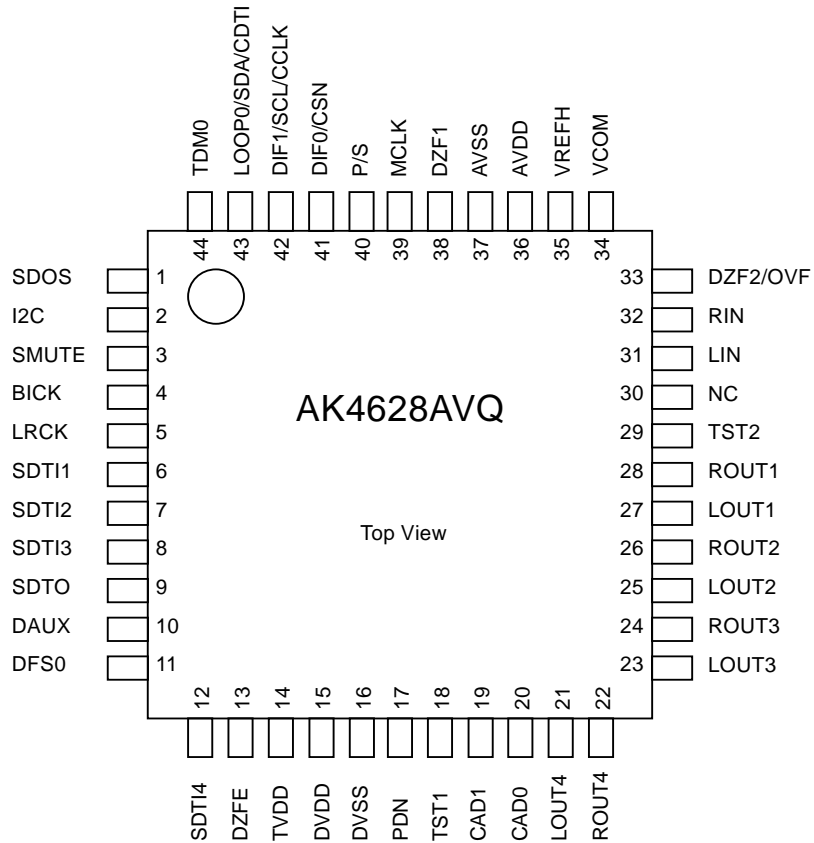 TDM0
LOOP0/SDA/CDTI
DIF1/SCL/CCLK
DIF0/CSN
P/S
MCLK
DZF1
AVSS
AVDD
VREFH
VCOM
44
43
42
41
40
39
38
37
36
35
34
SDOS 1
I2C 2
SMUTE 3
BICK 4
LRCK 5
SDTI1 6
SDTI2 7
SDTI3 8
SDTO 9
DAUX 10
DFS0 11
AK4628AVQ
Top View
33 DZF2/OVF
32 RIN
31 LIN
30 NC
29 TST2
28 ROUT1
27 LOUT1
26 ROUT2
25 LOUT2
24 ROUT3
23 LOUT3
12
13
14
15
16
17
18
19
20
21
22
SDTI4
DZFE
TVDD
DVDD
DVSS
PDN
TST1
CAD1
CAD0
LOUT4
ROUT4